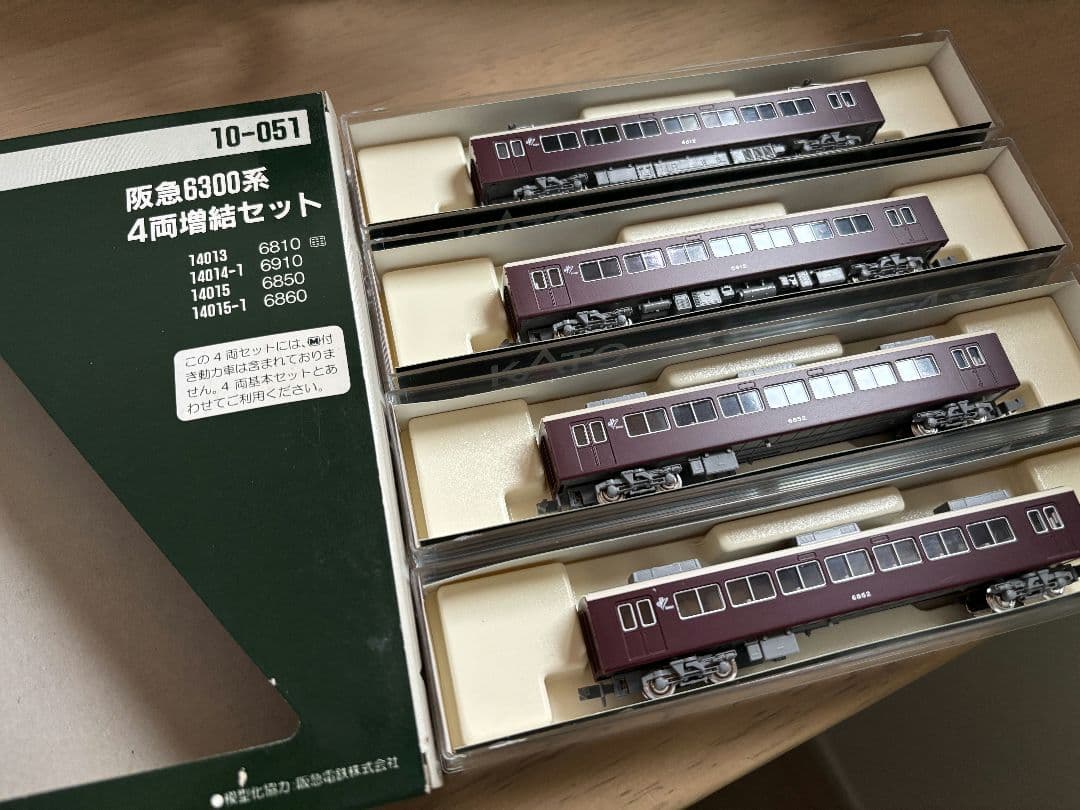 10-051
阪急6300系
4両増結セット
14013 6810
14014-1 6910
14015 6850
14015-1 6860
この4両セットには、M付
き動力車は含まれておりま
せん。4両基本セットとあ
わせてご利用ください。
●模型化協力:阪急電鉄株式会社
KATO
KATO
6852
6862